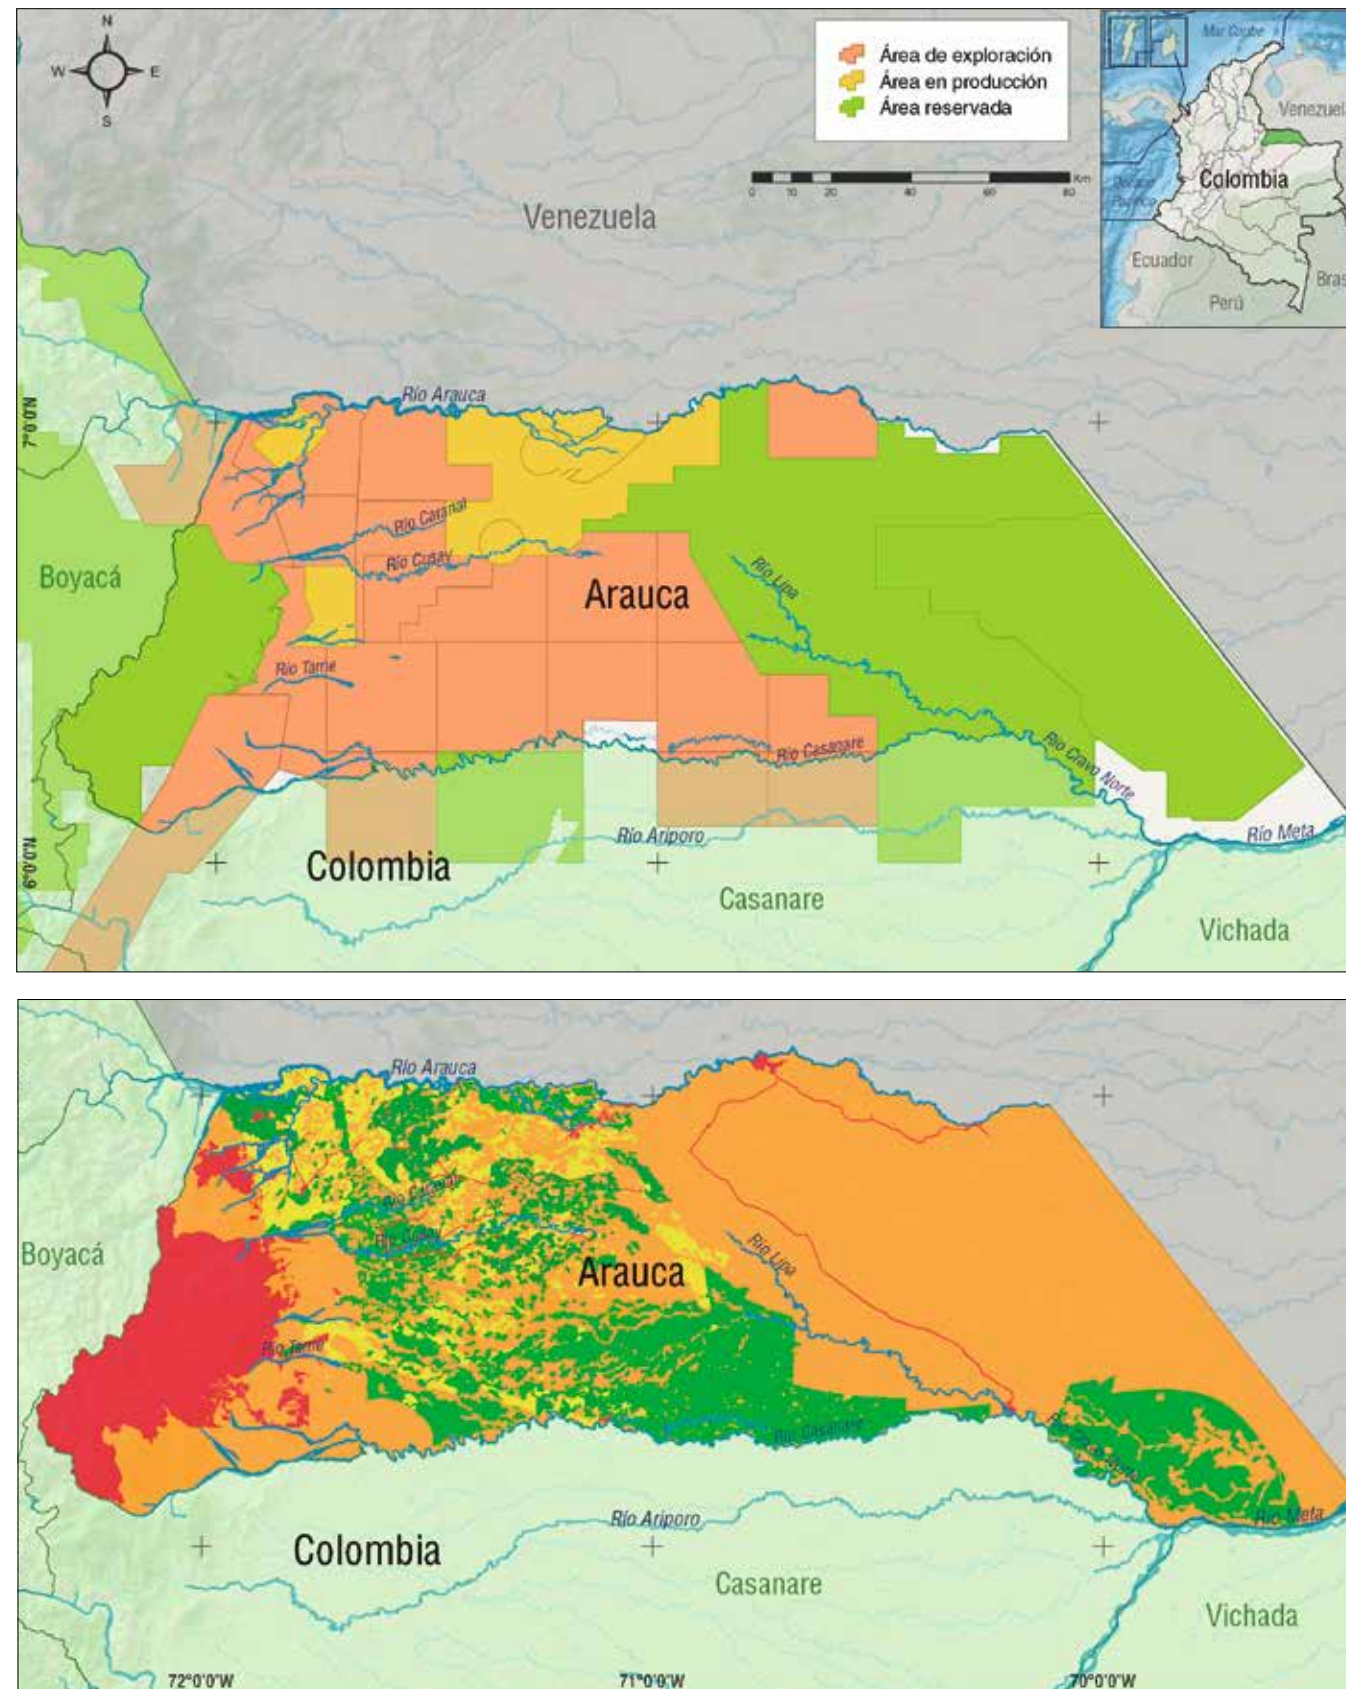 N
W
E
S
Área de exploración
Área en producción
Área reservada
Km
0 10 20 40 60 80
Mar Caribe
Colombia
Ecuador
Perú
Venezuela
Río Arauca
7°0'0"N
Río Caranal
Río Cusay
Boyacá
Arauca
Río Lipa
Río Tame
Río Casanare
Río Cravo Norte
Río Ariporo
Río Meta
6°0'0"N
Colombia
Casanare
Vichada
Río Arauca
Boyacá
Arauca
Río Lipa
Río Tame
Río Casanare
Río Meta
Río Ariporo
Colombia
Casanare
Vichada
72°0'0"W
71°0'0"W
70°0'0"W